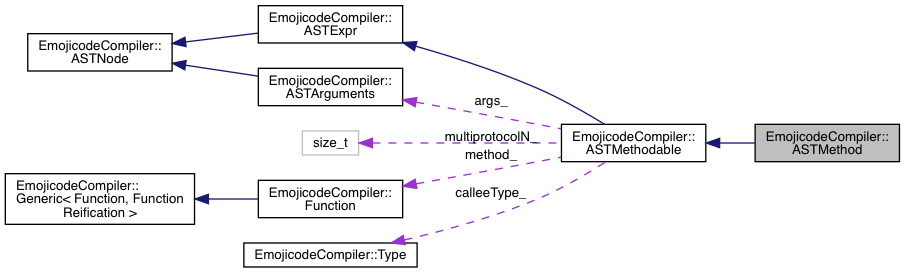 EmojicodeCompiler::
ASTExpr
EmojicodeCompiler::
ASTNode
EmojicodeCompiler::
ASTArguments
args_
size_t
multiprotocolN_
method_
EmojicodeCompiler::
ASTMethodable
EmojicodeCompiler::
ASTMethod
EmojicodeCompiler::
Generic< Function, Function
Reification >
EmojicodeCompiler::
Function
calleeType_
EmojicodeCompiler::Type